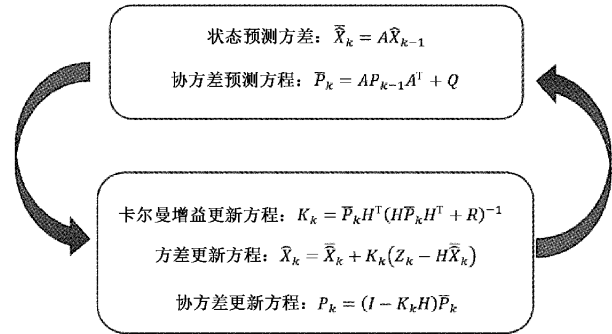 状态预测方差：$\bar{\hat{X}}_k = A\hat{X}_{k-1}$
协方差预测方程：$\bar{P}_k = AP_{k-1}A^{\mathrm{T}} + Q$
卡尔曼增益更新方程：$K_k = \bar{P}_k H^{\mathrm{T}}(H\bar{P}_k H^{\mathrm{T}} + R)^{-1}$
方差更新方程：$\hat{X}_k = \bar{\hat{X}}_k + K_k(Z_k - H\bar{\hat{X}}_k)$
协方差更新方程：$P_k = (I - K_k H)\bar{P}_k$